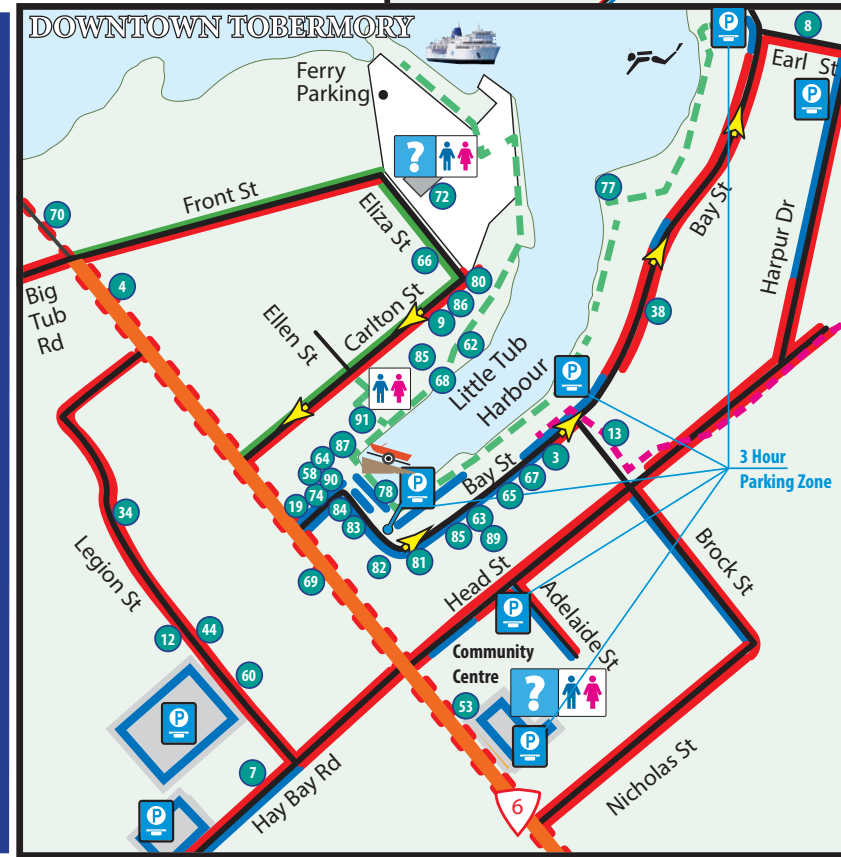 DOWNTOWN TOBERMORY
8
Earl St
Ferry
Parking
P
P
?
72
77
70
Front St
Eliza St
Bay St
Harpur Dr
66
80
4
Big
Tub
Rd
86
9
Carlton St
38
Ellen St
62
85
68
Little Tub
Harbour
P
91
13
87
64
58
90
74
19
84
83
78
P
Bay St
3
67
65
63
85
89
3 Hour
Parking Zone
34
82
81
69
Legion St
Head St
Brock St
P
Adelaide St
12
44
Community
Centre
60
?
53
P
P
7
Hay Bay Rd
Nicholas St
6
P